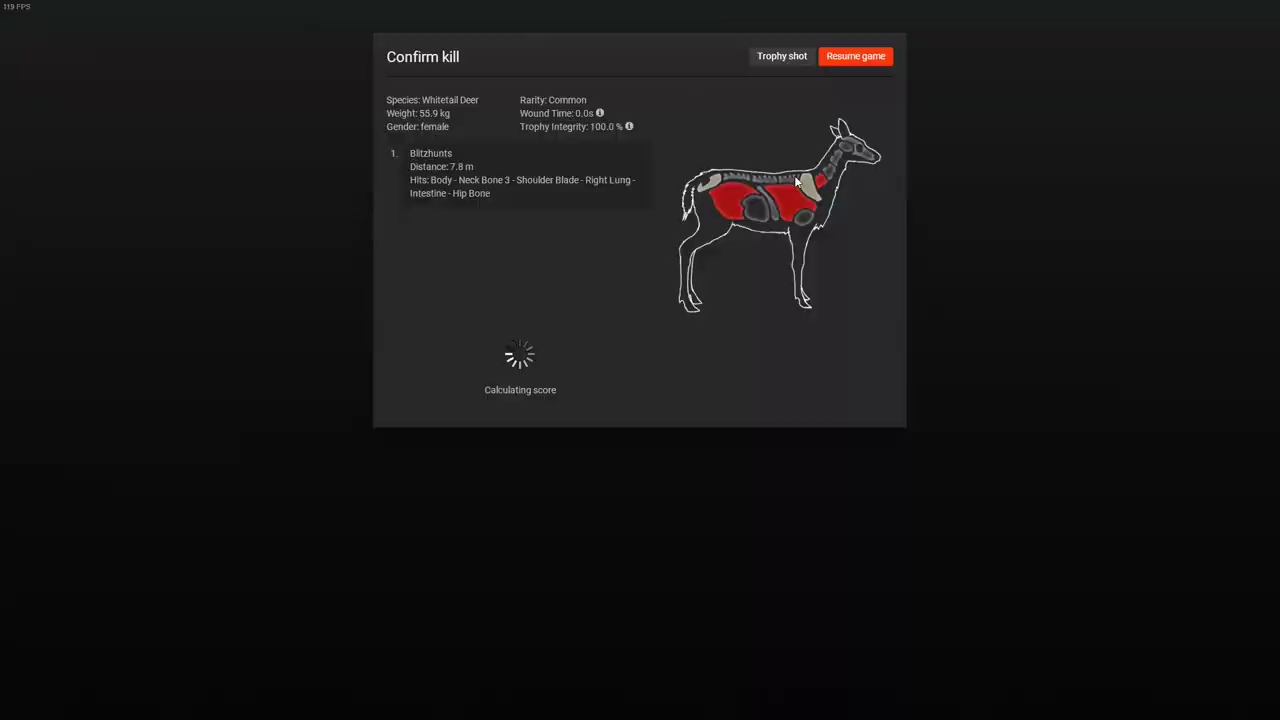 119 FPS
Confirm kill
Trophy shot
Resume game
Species: Whitetail Deer
Weight: 55.9 kg
Gender: female
Rarity: Common
Wound Time: 0.0s
Trophy Integrity: 100.0 %
1. Blitzhunts
Distance: 7.8 m
Hits: Body - Neck Bone 3 - Shoulder Blade - Right Lung -
Intestine - Hip Bone
Calculating score